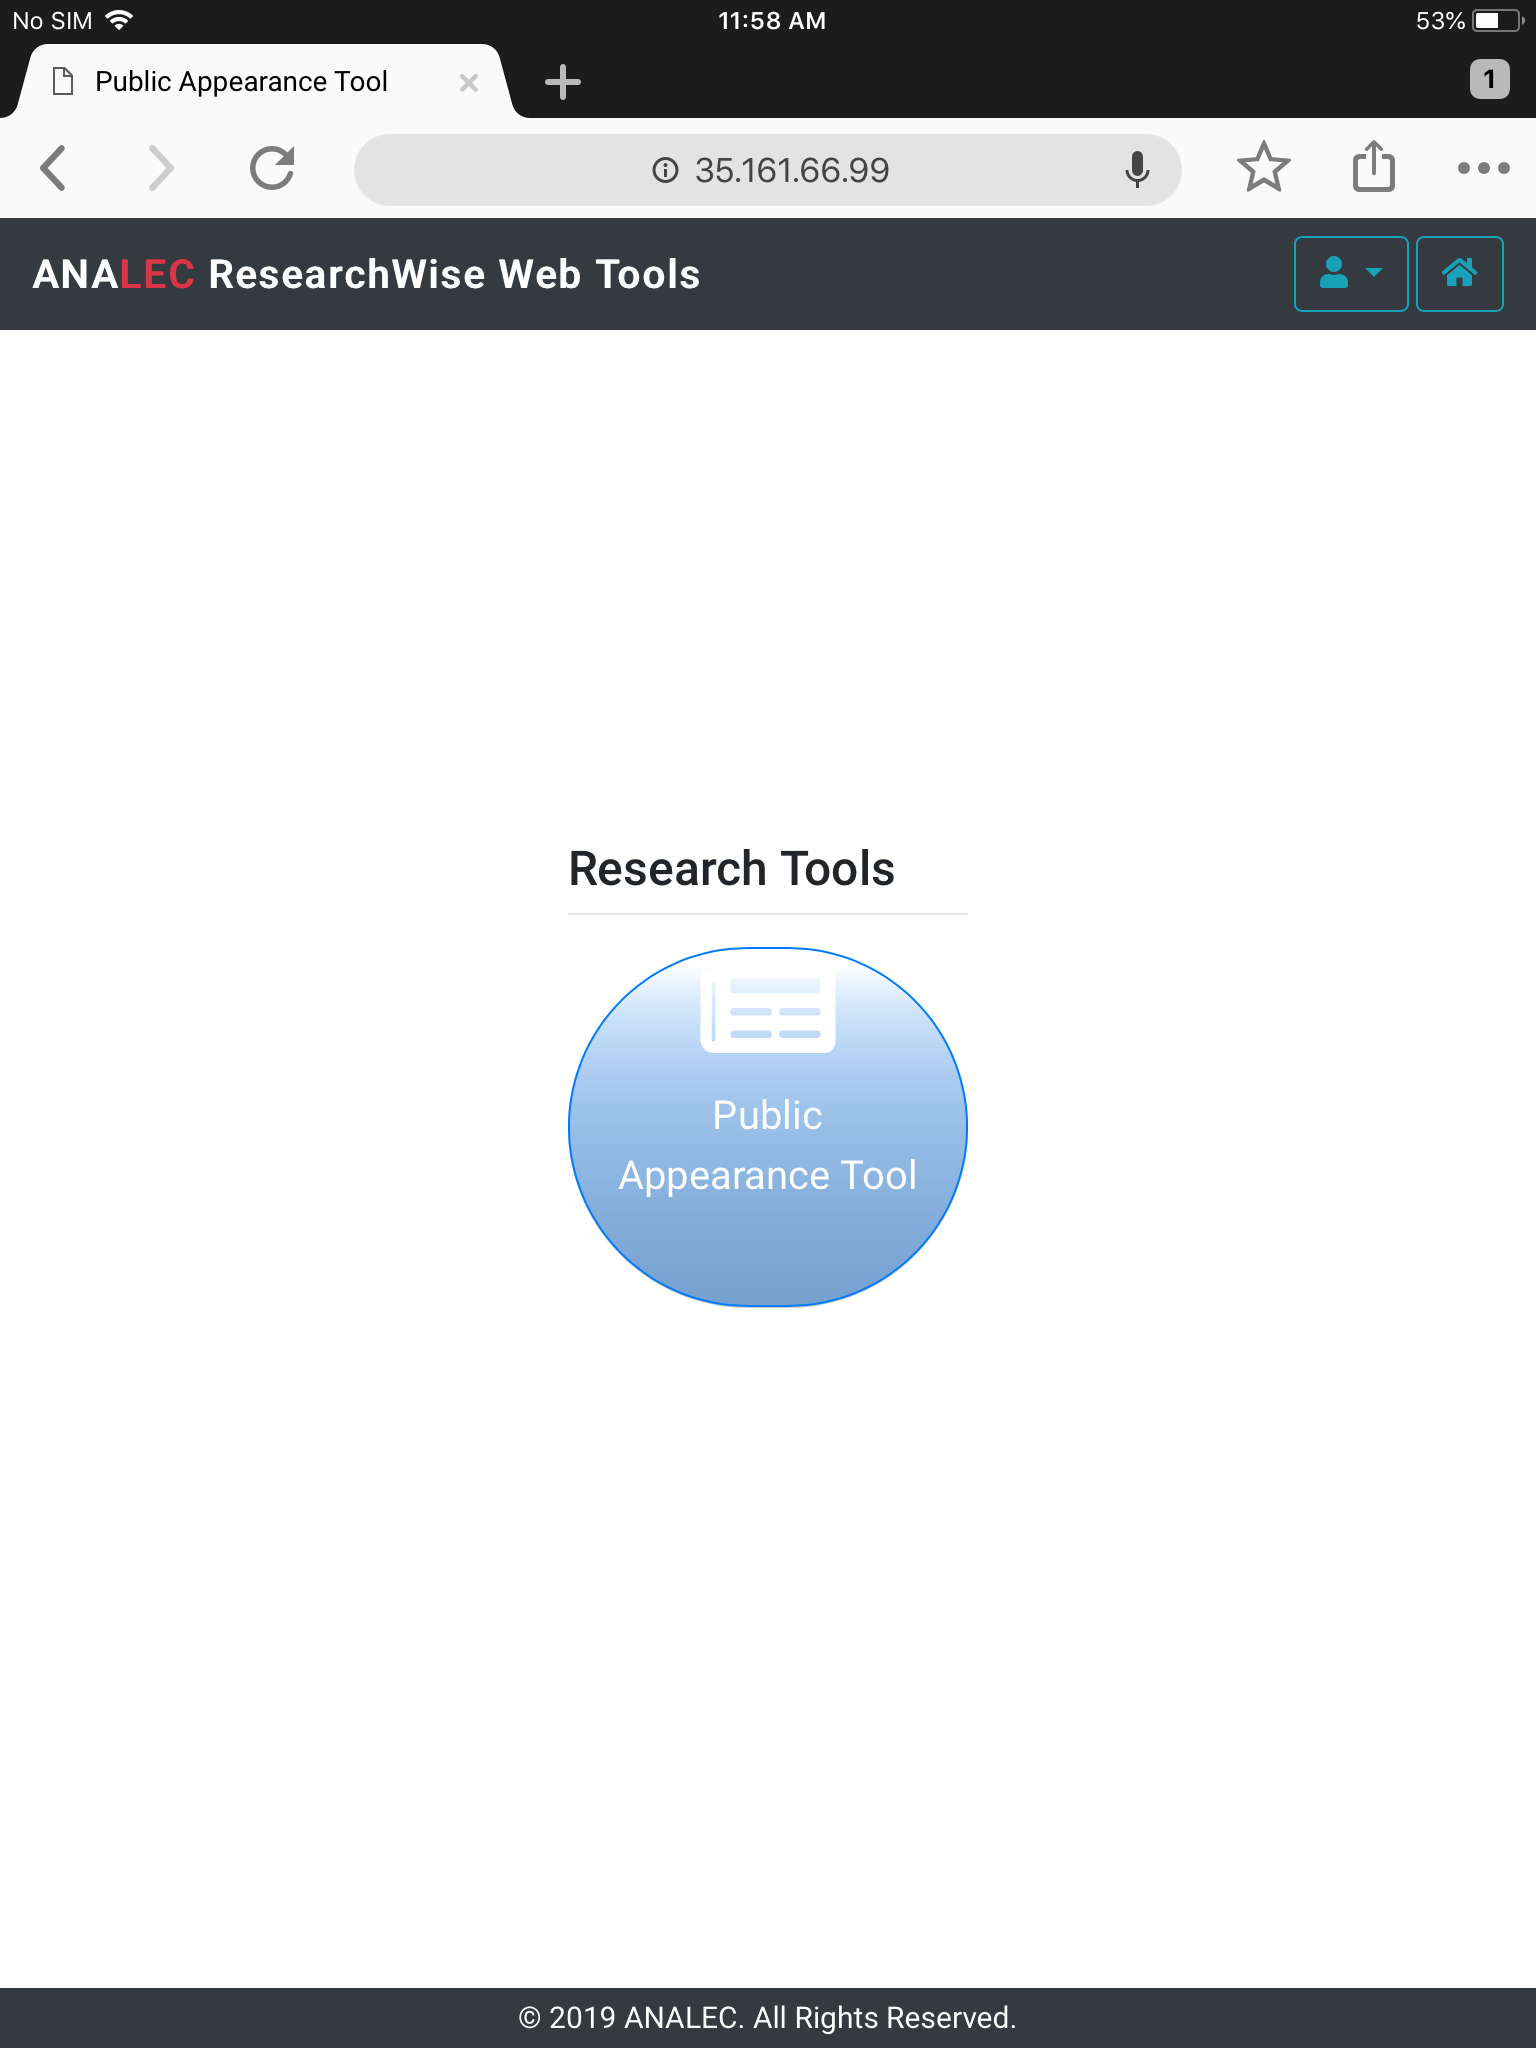 No SIM 11:58 AM 53%
Public Appearance Tool 1
35.161.66.99
ANALEC ResearchWise Web Tools
Research Tools
Public
Appearance Tool
© 2019 ANALEC. All Rights Reserved.